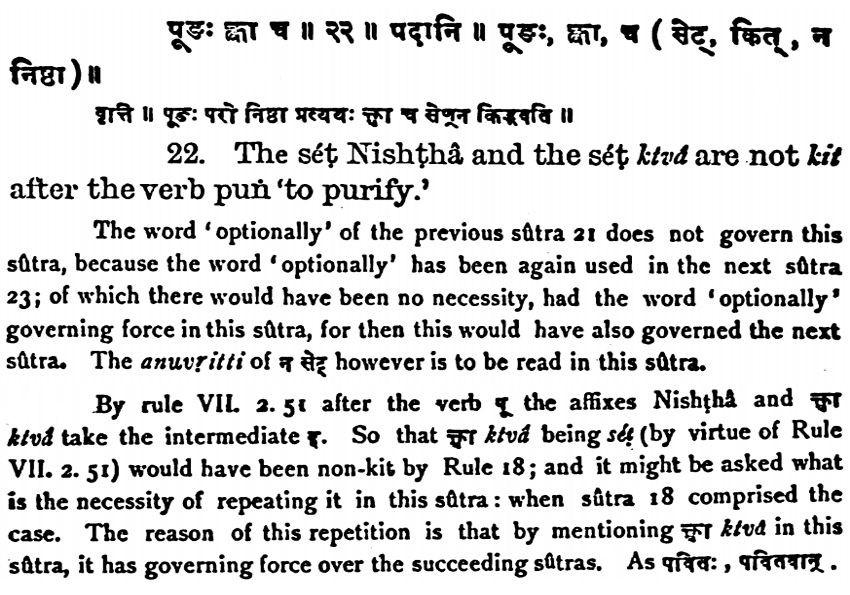 पूङः क्त्वा च ॥ २२ ॥ पदानि ॥ पूङः, क्त्वा, च ( सेट्, कित् , न
निष्ठा ) ॥
वृत्ति ॥ पूङः परो निष्ठा प्रत्ययः क्त्वा च सेण्न किद्भवति ॥
22. The séṭ Nishṭhâ and the séṭ ktvâ are not kit
after the verb puṅ 'to purify.'
The word 'optionally' of the previous sûtra 21 does not govern this
sûtra, because the word 'optionally' has been again used in the next sûtra
23; of which there would have been no necessity, had the word 'optionally'
governing force in this sûtra, for then this would have also governed the next
sûtra. The anuvṛitti of न सेट् however is to be read in this sûtra.
By rule VII. 2. 51 after the verb पू the affixes Nishṭhâ and क्त्वा
ktvâ take the intermediate इ. So that क्त्वा ktvâ being séṭ (by virtue of Rule
VII. 2. 51) would have been non-kit by Rule 18; and it might be asked what
is the necessity of repeating it in this sûtra: when sûtra 18 comprised the
case. The reason of this repetition is that by mentioning क्त्वा ktvâ in this
sûtra, it has governing force over the succeeding sûtras. As पवितः , पवितवान् .